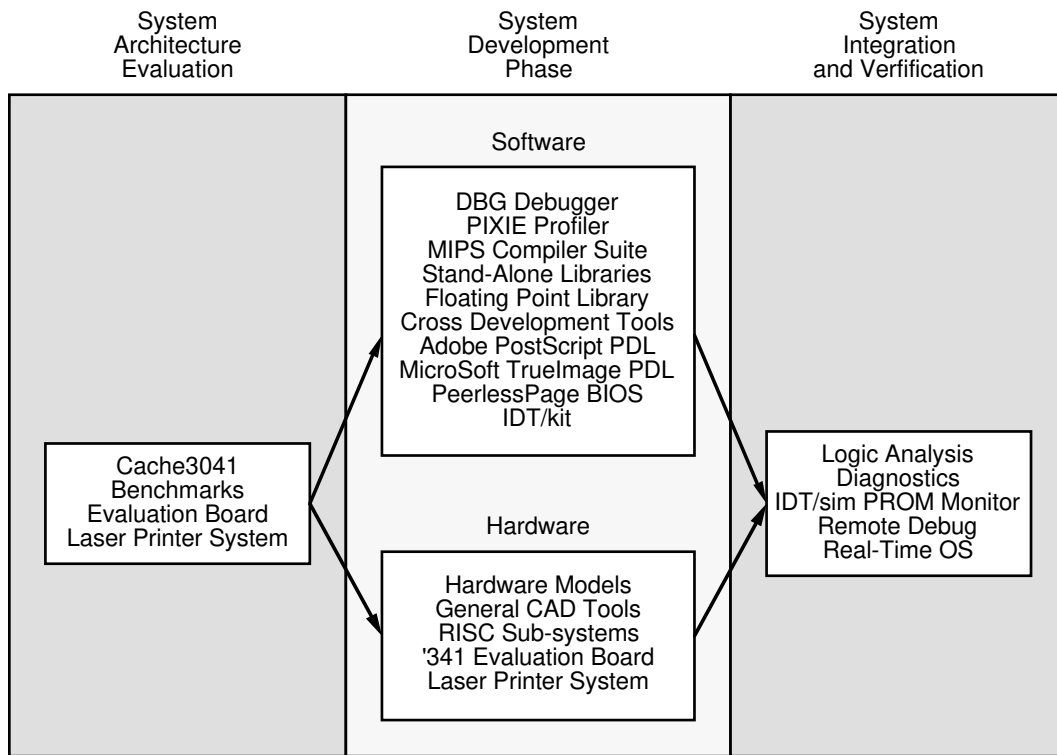 System
Architecture
Evaluation
System
Development
Phase
System
Integration
and Verfification
Software
DBG Debugger
PIXIE Profiler
MIPS Compiler Suite
Stand-Alone Libraries
Floating Point Library
Cross Development Tools
Adobe PostScript PDL
MicroSoft TrueImage PDL
PeerlessPage BIOS
IDT/kit
Cache3041
Benchmarks
Evaluation Board
Laser Printer System
Hardware
Hardware Models
General CAD Tools
RISC Sub-systems
'341 Evaluation Board
Laser Printer System
Logic Analysis
Diagnostics
IDT/sim PROM Monitor
Remote Debug
Real-Time OS